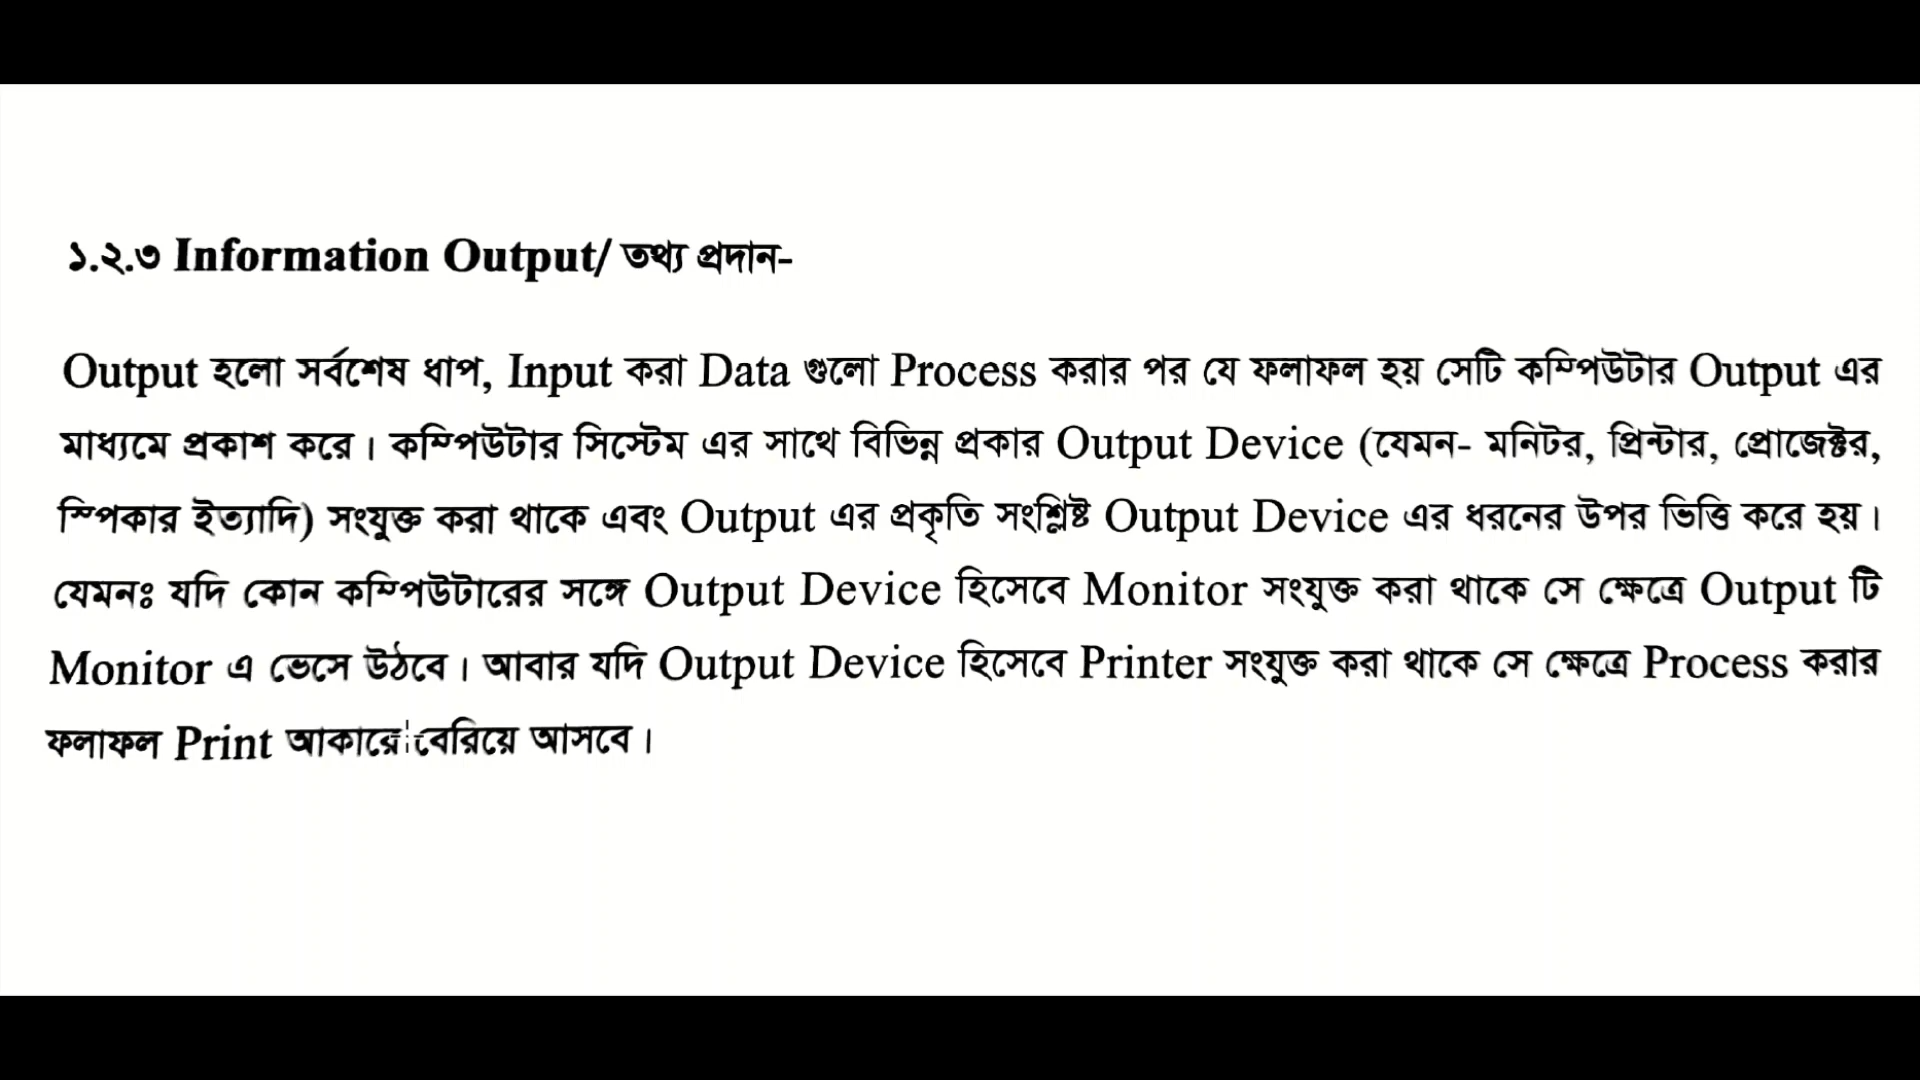 ১.২.৩ Information Output/ তথ্য প্রদান-
Output হলো সর্বশেষ ধাপ, Input করা Data গুলো Process করার পর যে ফলাফল হয় সেটি কম্পিউটার Output এর
মাধ্যমে প্রকাশ করে। কম্পিউটার সিস্টেম এর সাথে বিভিন্ন প্রকার Output Device (যেমন- মনিটর, প্রিন্টার, প্রোজেক্টর,
স্পিকার ইত্যাদি) সংযুক্ত করা থাকে এবং Output এর প্রকৃতি সংশ্লিষ্ট Output Device এর ধরনের উপর ভিত্তি করে হয়।
যেমনঃ যদি কোন কম্পিউটারের সঙ্গে Output Device হিসেবে Monitor সংযুক্ত করা থাকে সে ক্ষেত্রে Output টি
Monitor এ ভেসে উঠবে। আবার যদি Output Device হিসেবে Printer সংযুক্ত করা থাকে সে ক্ষেত্রে Process করার
ফলাফল Print আকারে বেরিয়ে আসবে।